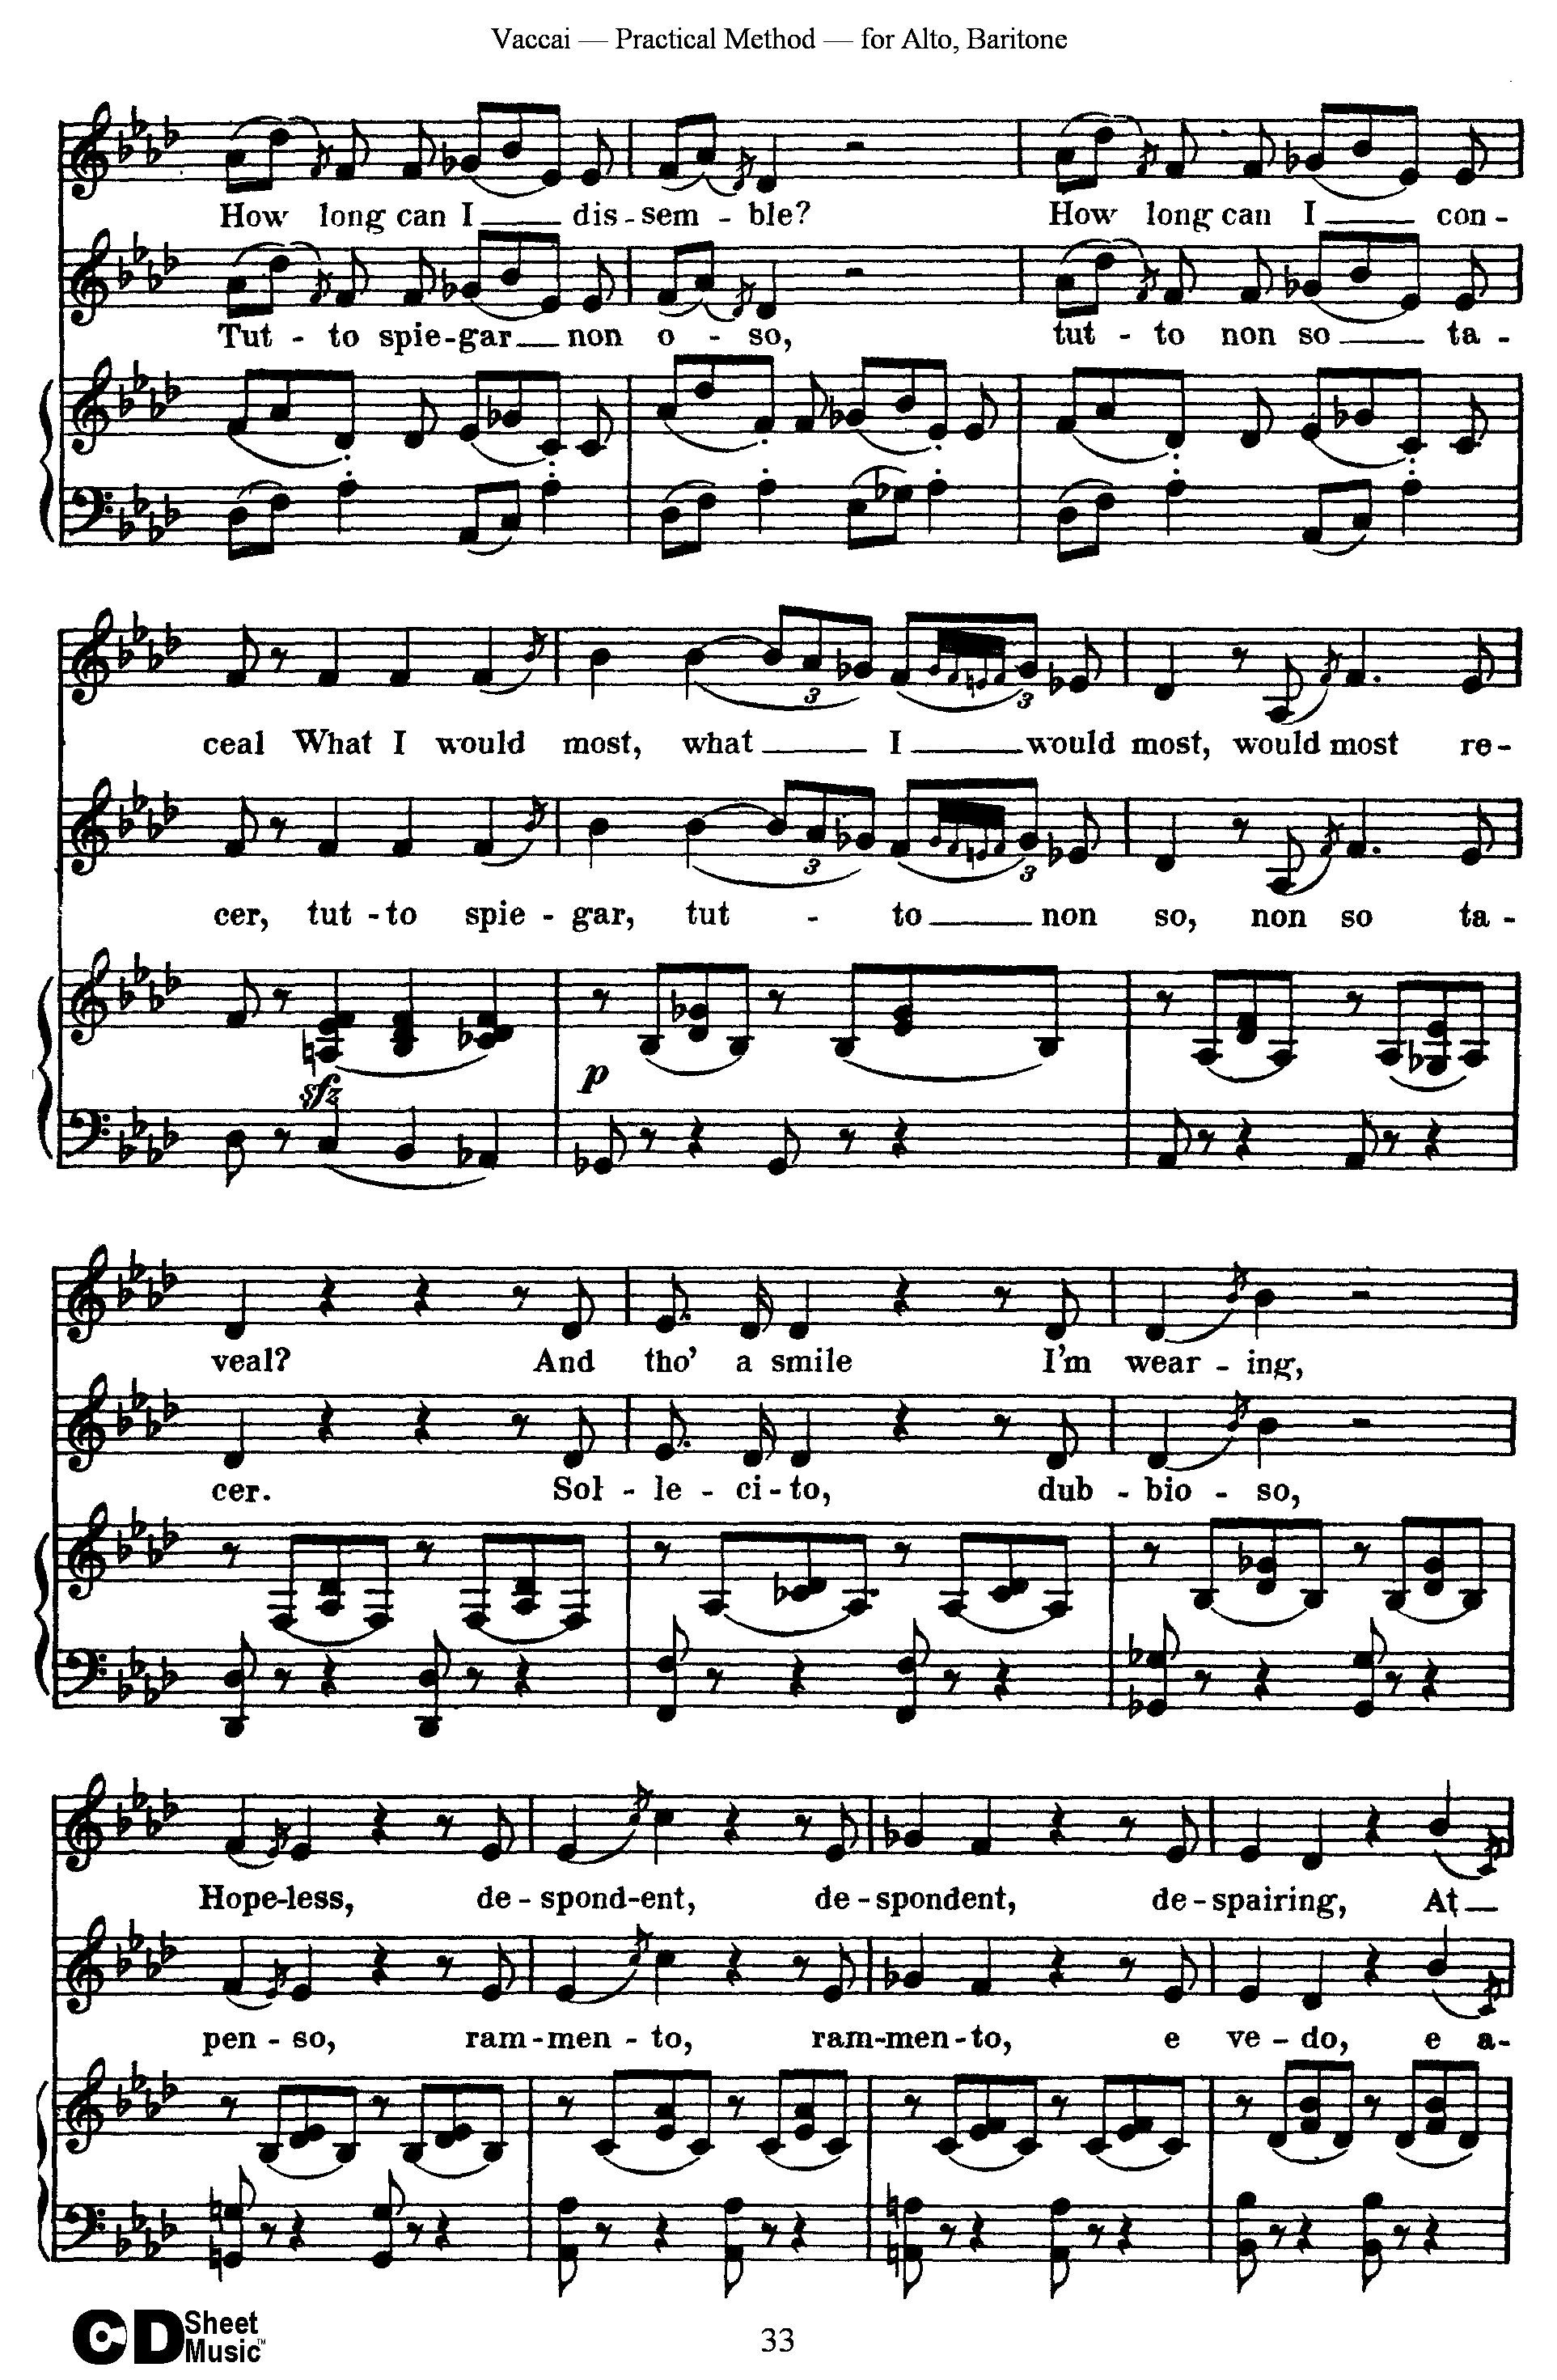 Vaccai — Practical Method — for Alto, Baritone
How long can I dis - sem - ble? How long can I con -
Tut - to spie - gar non o - so, tut - to non so ta -
ceal What I would most, what I would most, would most re -
3 3
cer, tut - to spie - gar, tut - to non so, non so ta -
3 3
sfz p
veal? And tho' a smile I'm wear - ing,
cer. Sol - le - ci - to, dub - bio - so,
Hope-less, de - spond-ent, de - spondent, de - spairing, At
pen - so, ram - men - to, ram-men - to, e ve - do, e a-
CD Sheet
Music™
33